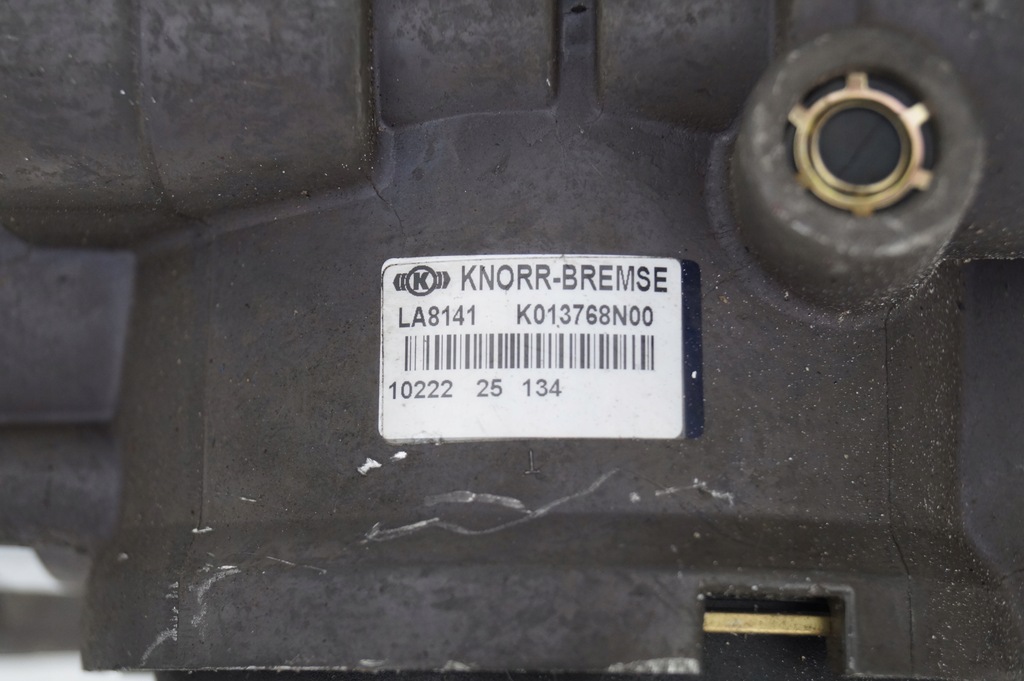 K KNORR-BREMSE
LA8141 K013768N00
10222 25 134